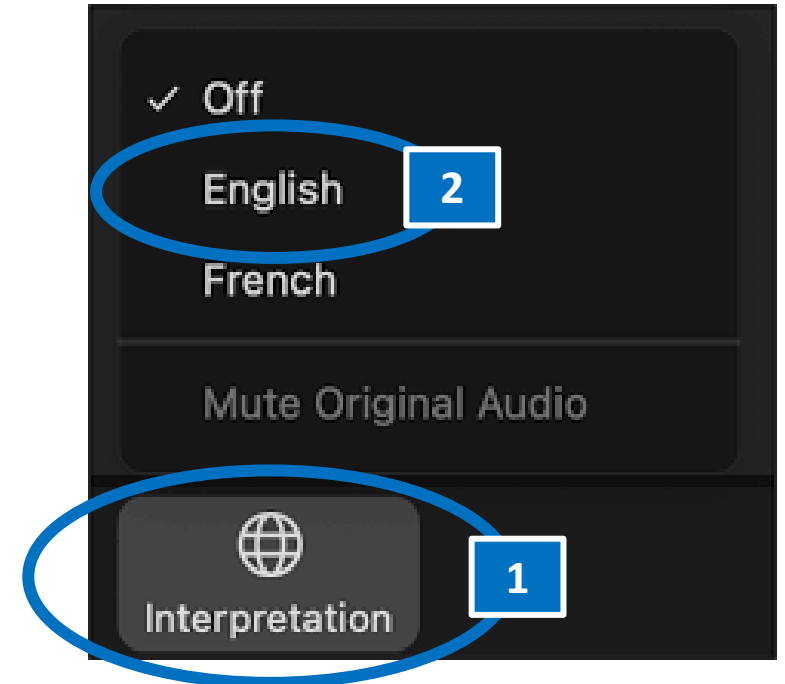 ✓ Off
English 2
French
Mute Original Audio
1
Interpretation